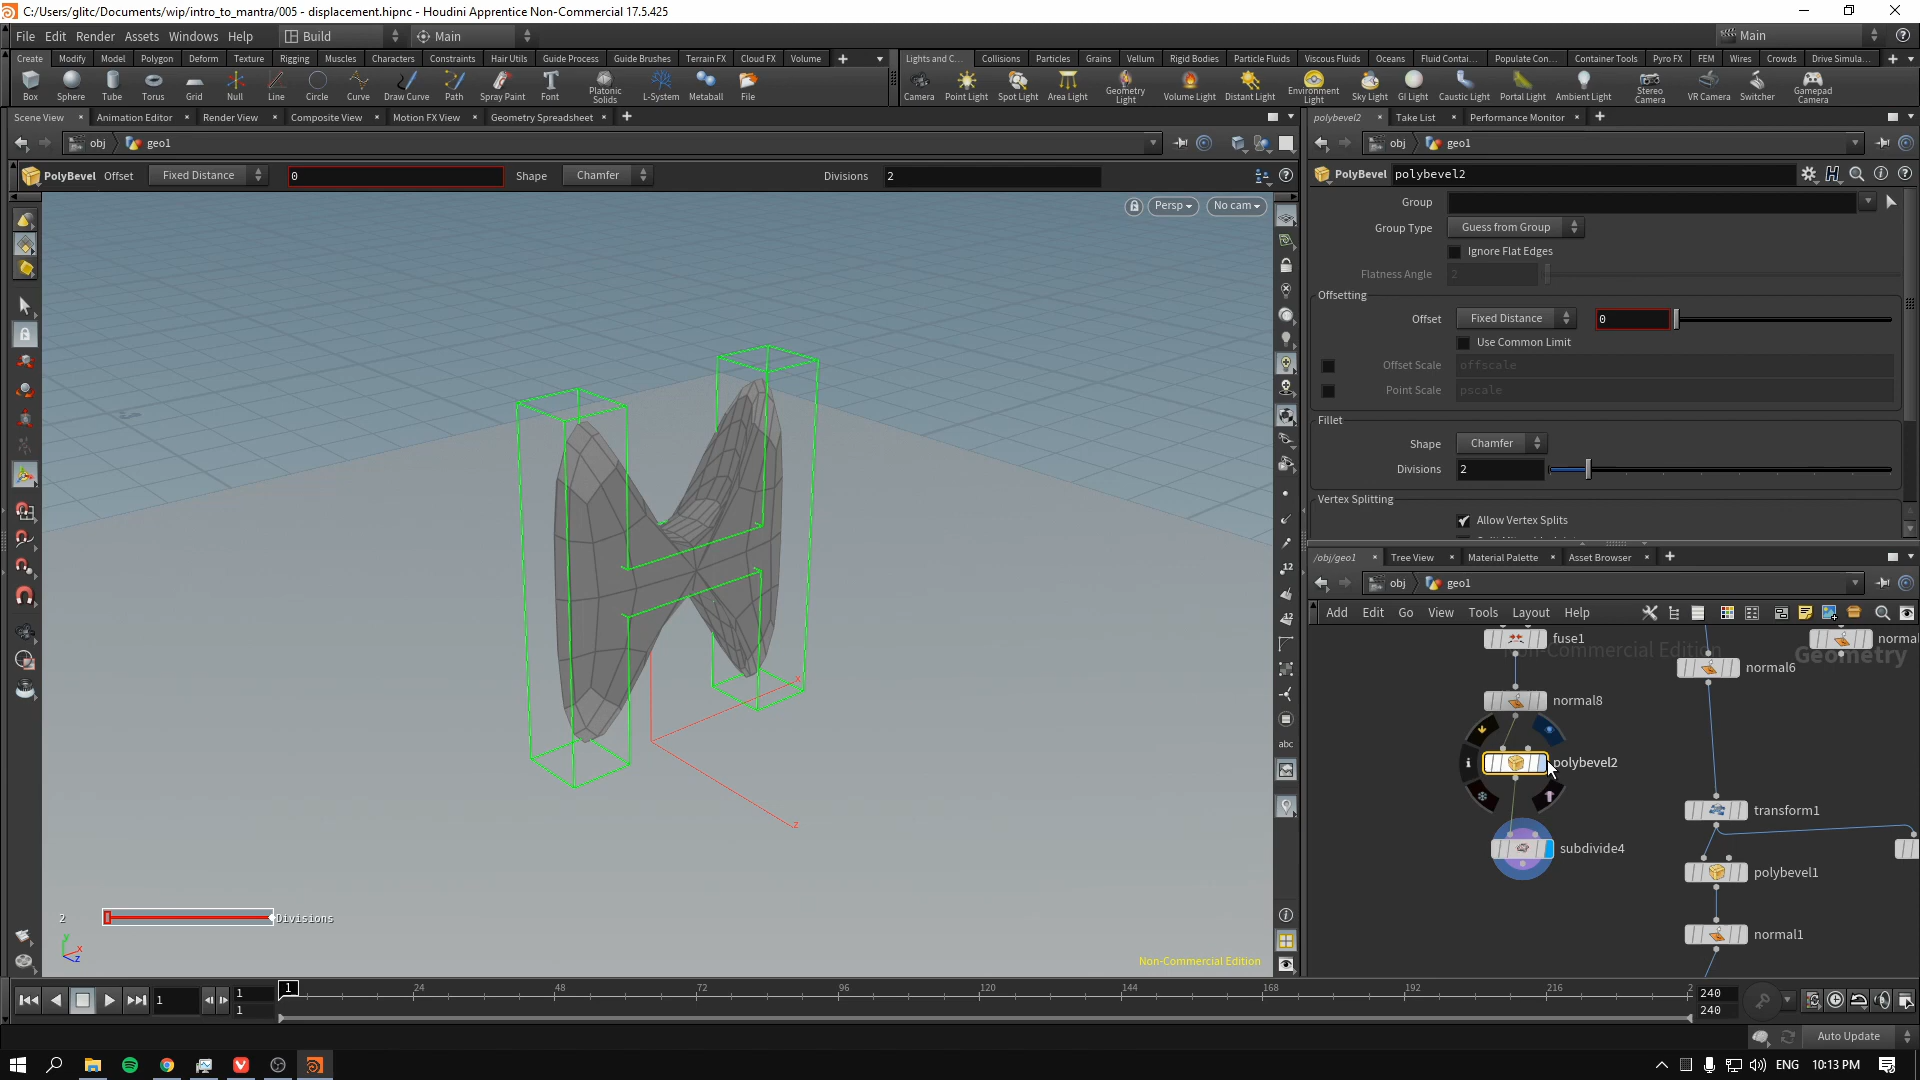 C:/Users/glitc/Documents/wip/intro_to_mantra/005 - displacement.hipnc - Houdini Apprentice Non-Commercial 17.5.425
File Edit Render Assets Windows Help Build Main Main
Create Modify Model Polygon Deform Texture Rigging Muscles Characters Constraints Hair Utils Guide Process Guide Brushes Terrain FX Cloud FX Volume
Lights and C... Collisions Particles Grains Vellum Rigid Bodies Particle Fluids Viscous Fluids Oceans Fluid Contai... Populate Con... Container Tools Pyro FX FEM Wires Crowds Drive Simula...
Box Sphere Tube Torus Grid Null Line Circle Curve Draw Curve Path Spray Paint Font Platonic Solids L-System Metaball File
Camera Point Light Spot Light Area Light Geometry Light Volume Light Distant Light Environment Light Sky Light GI Light Caustic Light Portal Light Ambient Light Stereo Camera VR Camera Switcher Gamepad Camera
Scene View Animation Editor Render View Composite View Motion FX View Geometry Spreadsheet
polybevel2 Take List Performance Monitor
obj geo1
obj geo1
PolyBevel Offset Fixed Distance 0 Shape Chamfer Divisions 2
PolyBevel polybevel2
Persp No cam
Group
Group Type Guess from Group
Ignore Flat Edges
Flatness Angle 2
Offsetting
Offset Fixed Distance 0
Use Common Limit
Offset Scale offscale
Point Scale pscale
Fillet
Shape Chamfer
Divisions 2
Vertex Splitting
Allow Vertex Splits
/obj/geo1 Tree View Material Palette Asset Browser
obj geo1
Add Edit Go View Tools Layout Help
Non-Commercial Edition
Geometry
fuse1
normal
normal6
normal8
polybevel2
transform1
subdivide4
polybevel1
normal1
x
z
12
12
abc
2 Divisions
y
x
z
Non-Commercial Edition
1 1 1 1 24 48 72 96 120 144 168 192 216 2 240
240
Auto Update
ENG 10:13 PM